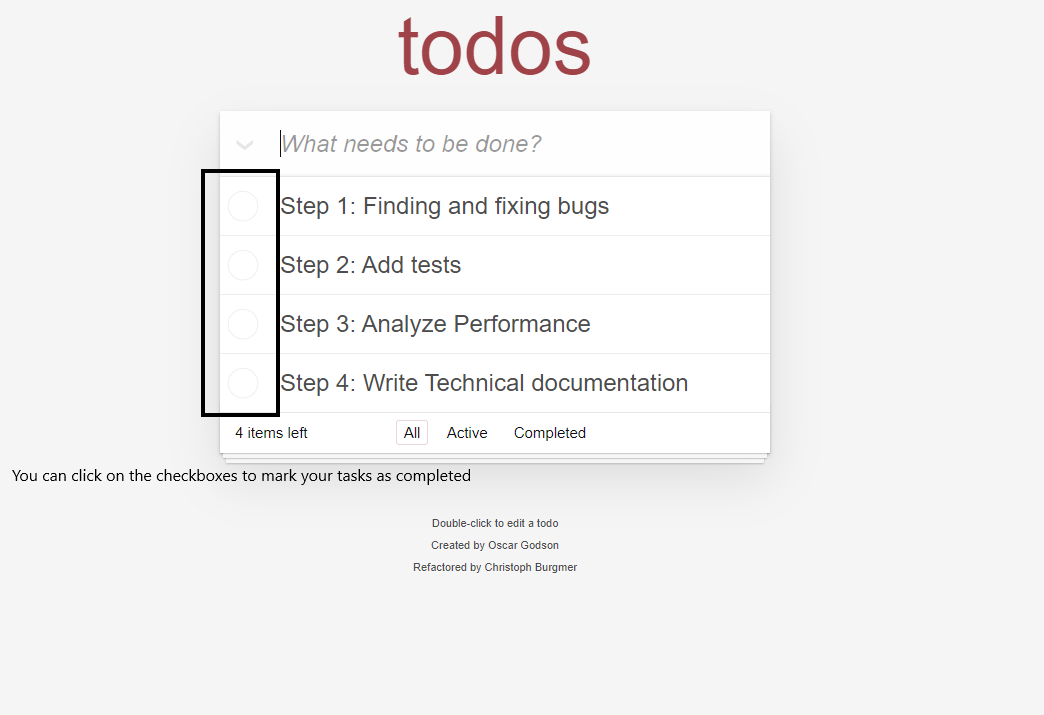 todos
What needs to be done?
Step 1: Finding and fixing bugs
Step 2: Add tests
Step 3: Analyze Performance
Step 4: Write Technical documentation
4 items left All Active Completed
You can click on the checkboxes to mark your tasks as completed
Double-click to edit a todo
Created by Oscar Godson
Refactored by Christoph Burgmer